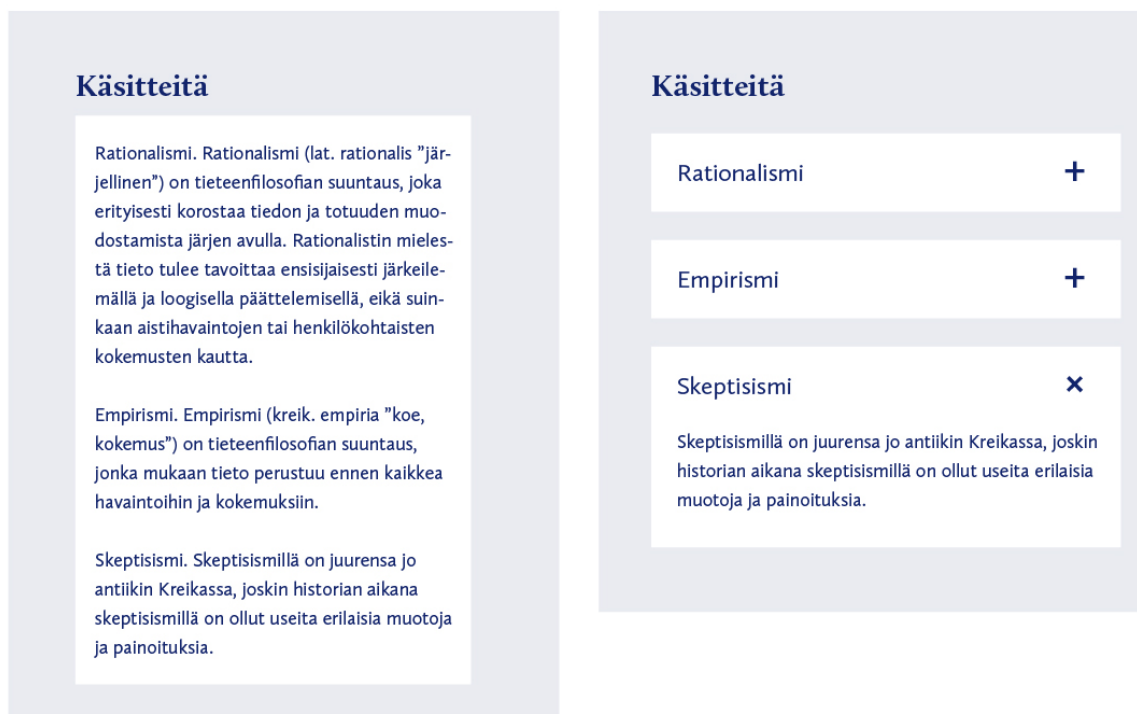 Käsitteitä
Rationalismi. Rationalismi (lat. rationalis ”jär-
jellinen”) on tieteenfilosofian suuntaus, joka
erityisesti korostaa tiedon ja totuuden muo-
dostamista järjen avulla. Rationalistin mieles-
tä tieto tulee tavoittaa ensisijaisesti järkeile-
mällä ja loogisella päättelemisellä, eikä suin-
kaan aistihavaintojen tai henkilökohtaisten
kokemusten kautta.
Empirismi. Empirismi (kreik. empiria ”koe,
kokemus”) on tieteenfilosofian suuntaus,
jonka mukaan tieto perustuu ennen kaikkea
havaintoihin ja kokemuksiin.
Skeptisismi. Skeptisismillä on juurensa jo
antiikin Kreikassa, joskin historian aikana
skeptisismillä on ollut useita erilaisia muotoja
ja painoituksia.
Käsitteitä
Rationalismi +
Empirismi +
Skeptisismi ×
Skeptisismillä on juurensa jo antiikin Kreikassa, joskin
historian aikana skeptisismillä on ollut useita erilaisia
muotoja ja painoituksia.